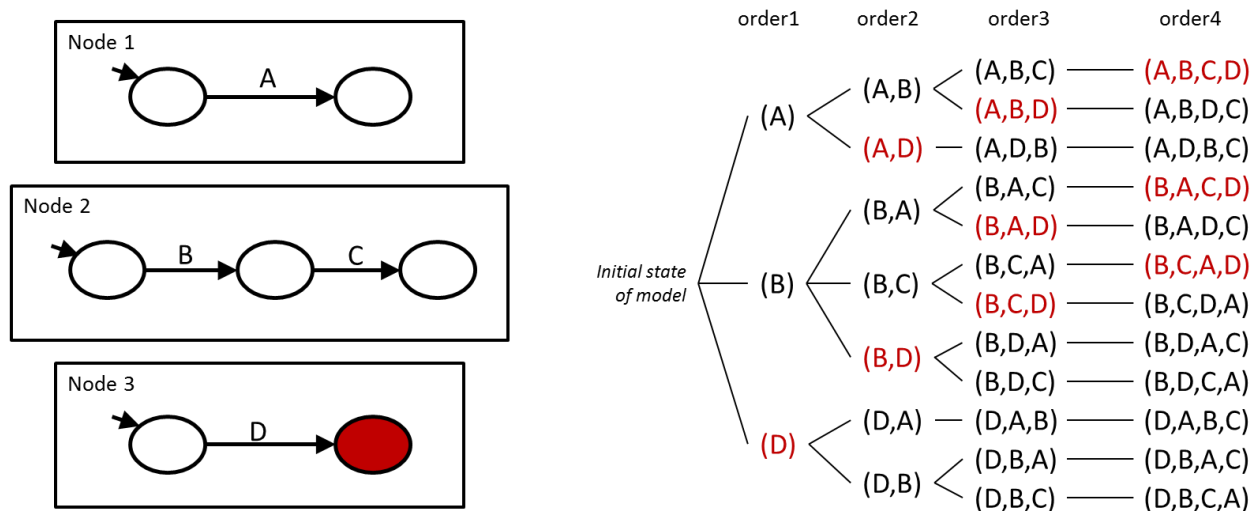 Node 1
A
Node 2
B
C
Node 3
D
order1
order2
order3
order4
Initial state
of model
(A)
(B)
(D)
(A,B)
(A,D)
(B,A)
(B,C)
(B,D)
(D,A)
(D,B)
(A,B,C)
(A,B,D)
(A,D,B)
(B,A,C)
(B,A,D)
(B,C,A)
(B,C,D)
(B,D,A)
(B,D,C)
(D,A,B)
(D,B,A)
(D,B,C)
(A,B,C,D)
(A,B,D,C)
(A,D,B,C)
(B,A,C,D)
(B,A,D,C)
(B,C,A,D)
(B,C,D,A)
(B,D,A,C)
(B,D,C,A)
(D,A,B,C)
(D,B,A,C)
(D,B,C,A)